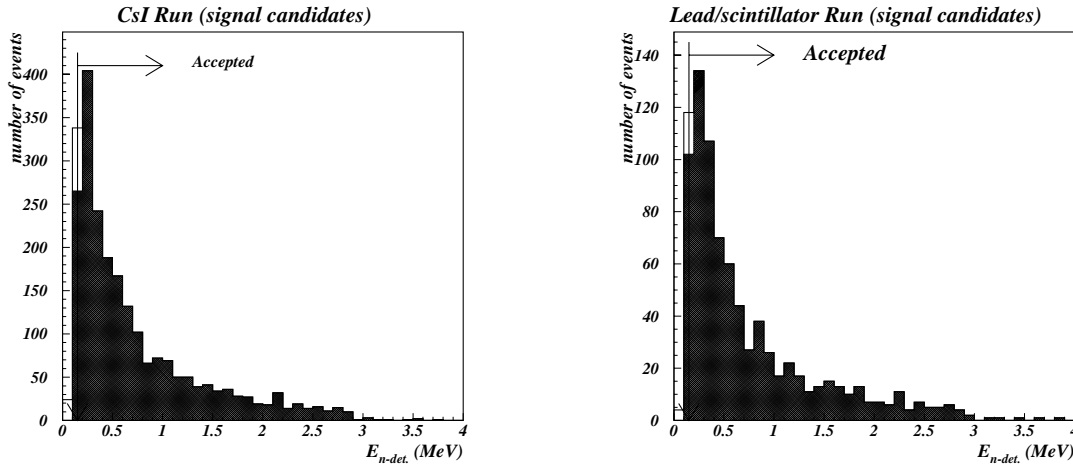 CsI Run (signal candidates)
number of events
Accepted
400
350
300
250
200
150
100
50
0
0 0.5 1 1.5 2 2.5 3 3.5 4
E n-det. (MeV)
Lead/scintillator Run (signal candidates)
number of events
Accepted
140
120
100
80
60
40
20
0
0 0.5 1 1.5 2 2.5 3 3.5 4
E n-det. (MeV)